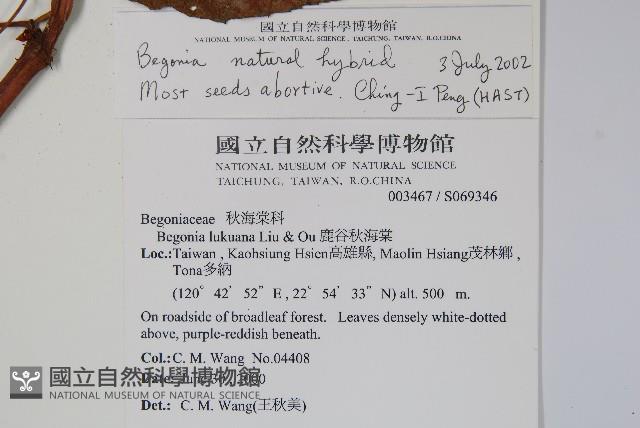 國立自然科學博物館
NATIONAL MUSEUM OF NATURAL SCIENCE, TAICHUNG, TAIWAN, R.O.CHINA
Begonia natural hybrid 3 July 2002
Most seeds abortive. Ching-I Peng (HAST)
國立自然科學博物館
NATIONAL MUSEUM OF NATURAL SCIENCE
TAICHUNG, TAIWAN, R.O.CHINA
003467 / S069346
Begoniaceae 秋海棠科
Begonia lukuana Liu & Ou 鹿谷秋海棠
Loc.:Taiwan , Kaohsiung Hsien高雄縣, Maolin Hsiang茂林鄉 ,
Tona多納
(120° 42' 52" E , 22° 54' 33" N) alt. 500 m.
On roadside of broadleaf forest. Leaves densely white-dotted
above, purple-reddish beneath.
Col.: C. M. Wang No.04408
Date: 2000
Det.: C. M. Wang(王秋美)
國立自然科學博物館
NATIONAL MUSEUM OF NATURAL SCIENCE